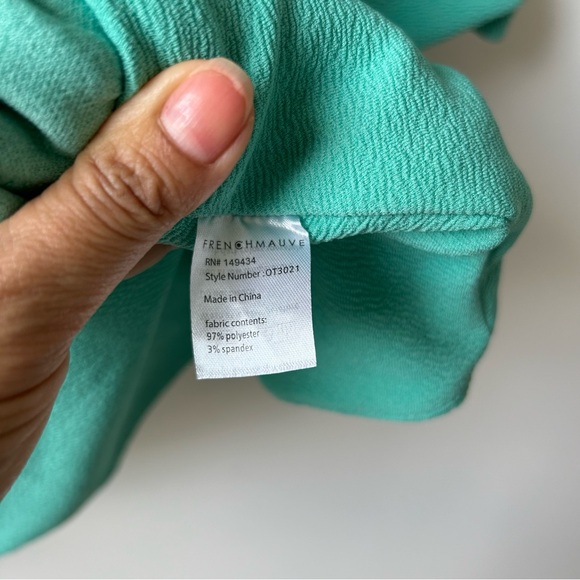 FRENCHMAUVE
RN# 149434
Style Number :OT3021
Made in China
fabric contents:
97% polyester
3% spandex